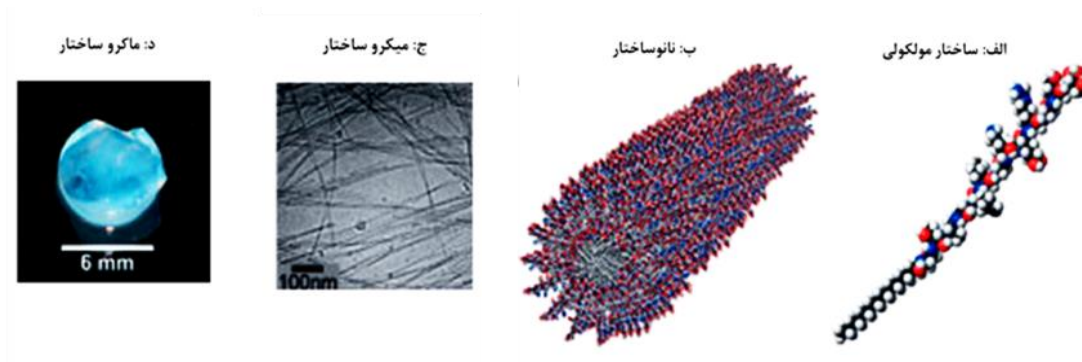 الف: ساختار مولکولی
ب: نانوساختار
ج: میکرو ساختار
د: ماکرو ساختار
100nm
6 mm